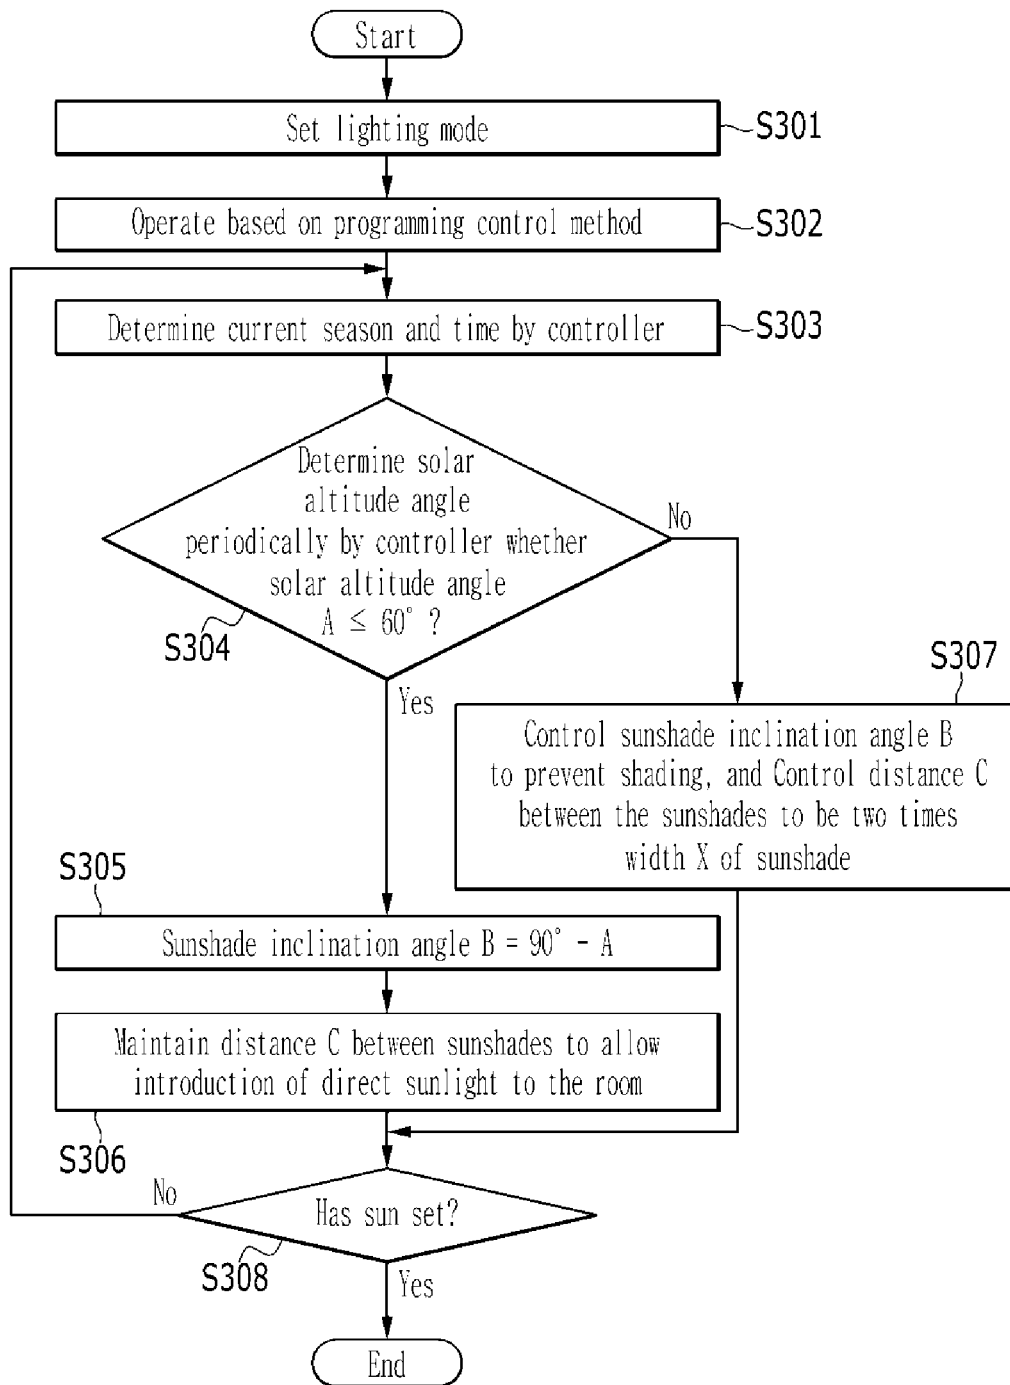 Start
Set lighting mode
S301
Operate based on programming control method
S302
Determine current season and time by controller
S303
Determine solar
altitude angle
periodically by controller whether
solar altitude angle
A ≤ 60° ?
S304
No
Yes
S307
Control sunshade inclination angle B
to prevent shading, and Control distance C
between the sunshades to be two times
width X of sunshade
S305
Sunshade inclination angle B = 90° - A
Maintain distance C between sunshades to allow
introduction of direct sunlight to the room
S306
No
Has sun set?
S308
Yes
End